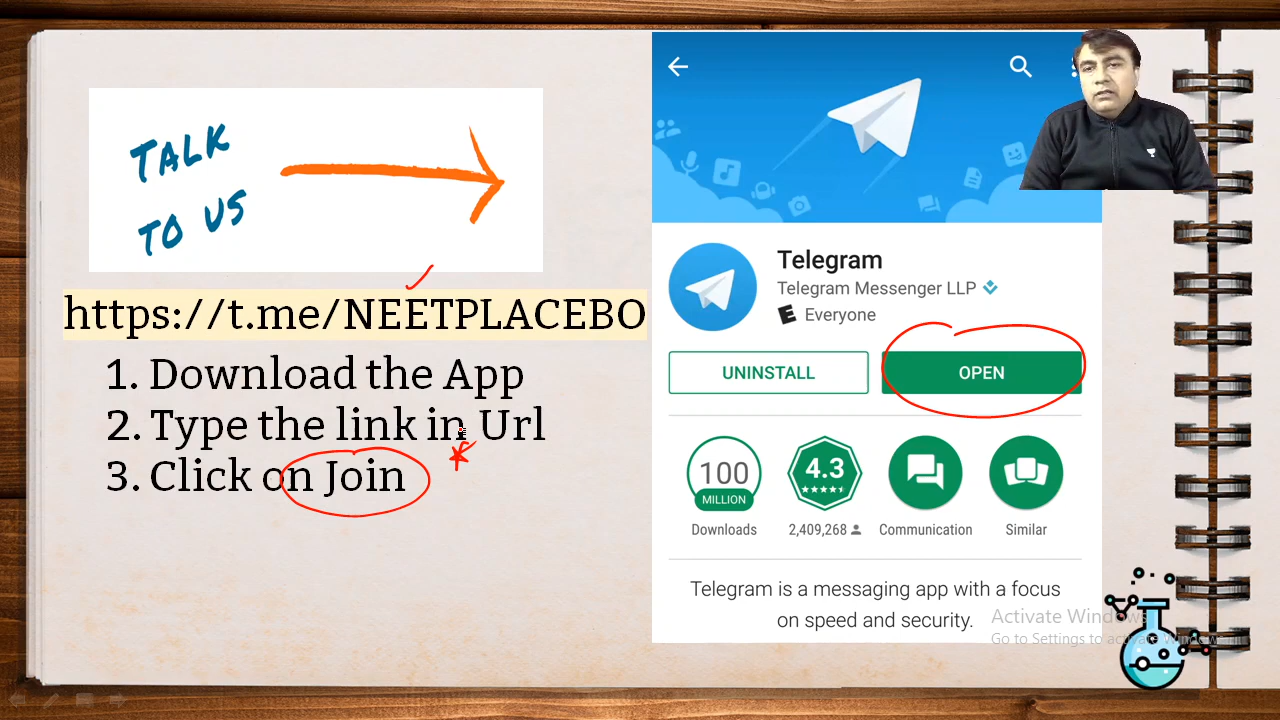 TALK
TO US
https://t.me/NEETPLACEBO
1. Download the App
2. Type the link in Url
3. Click on Join
Telegram
Telegram Messenger LLP
E Everyone
UNINSTALL
OPEN
100
MILLION
4.3
Downloads
2,409,268
Communication
Similar
Telegram is a messaging app with a focus
on speed and security.
Activate Windows
Go to Settings to activate Windows